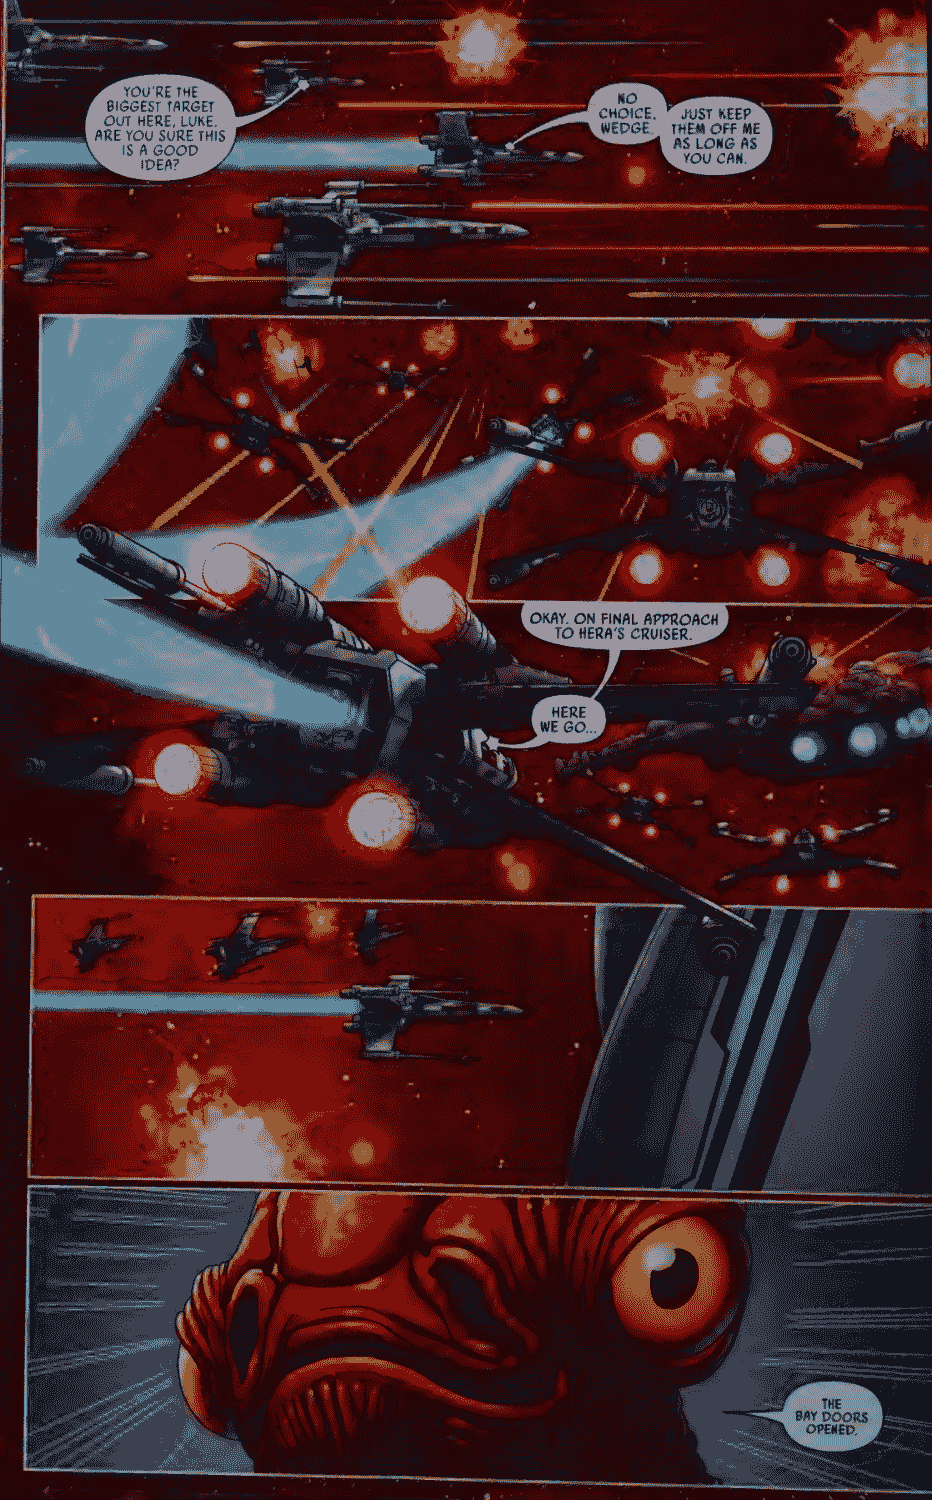 YOU'RE THE
BIGGEST TARGET
OUT HERE, LUKE.
ARE YOU SURE THIS
IS A GOOD
IDEA?
NO
CHOICE,
WEDGE.
JUST KEEP
THEM OFF ME
AS LONG AS
YOU CAN.
OKAY. ON FINAL APPROACH
TO HERA'S CRUISER.
HERE
WE GO...
THE
BAY DOORS
OPENED.